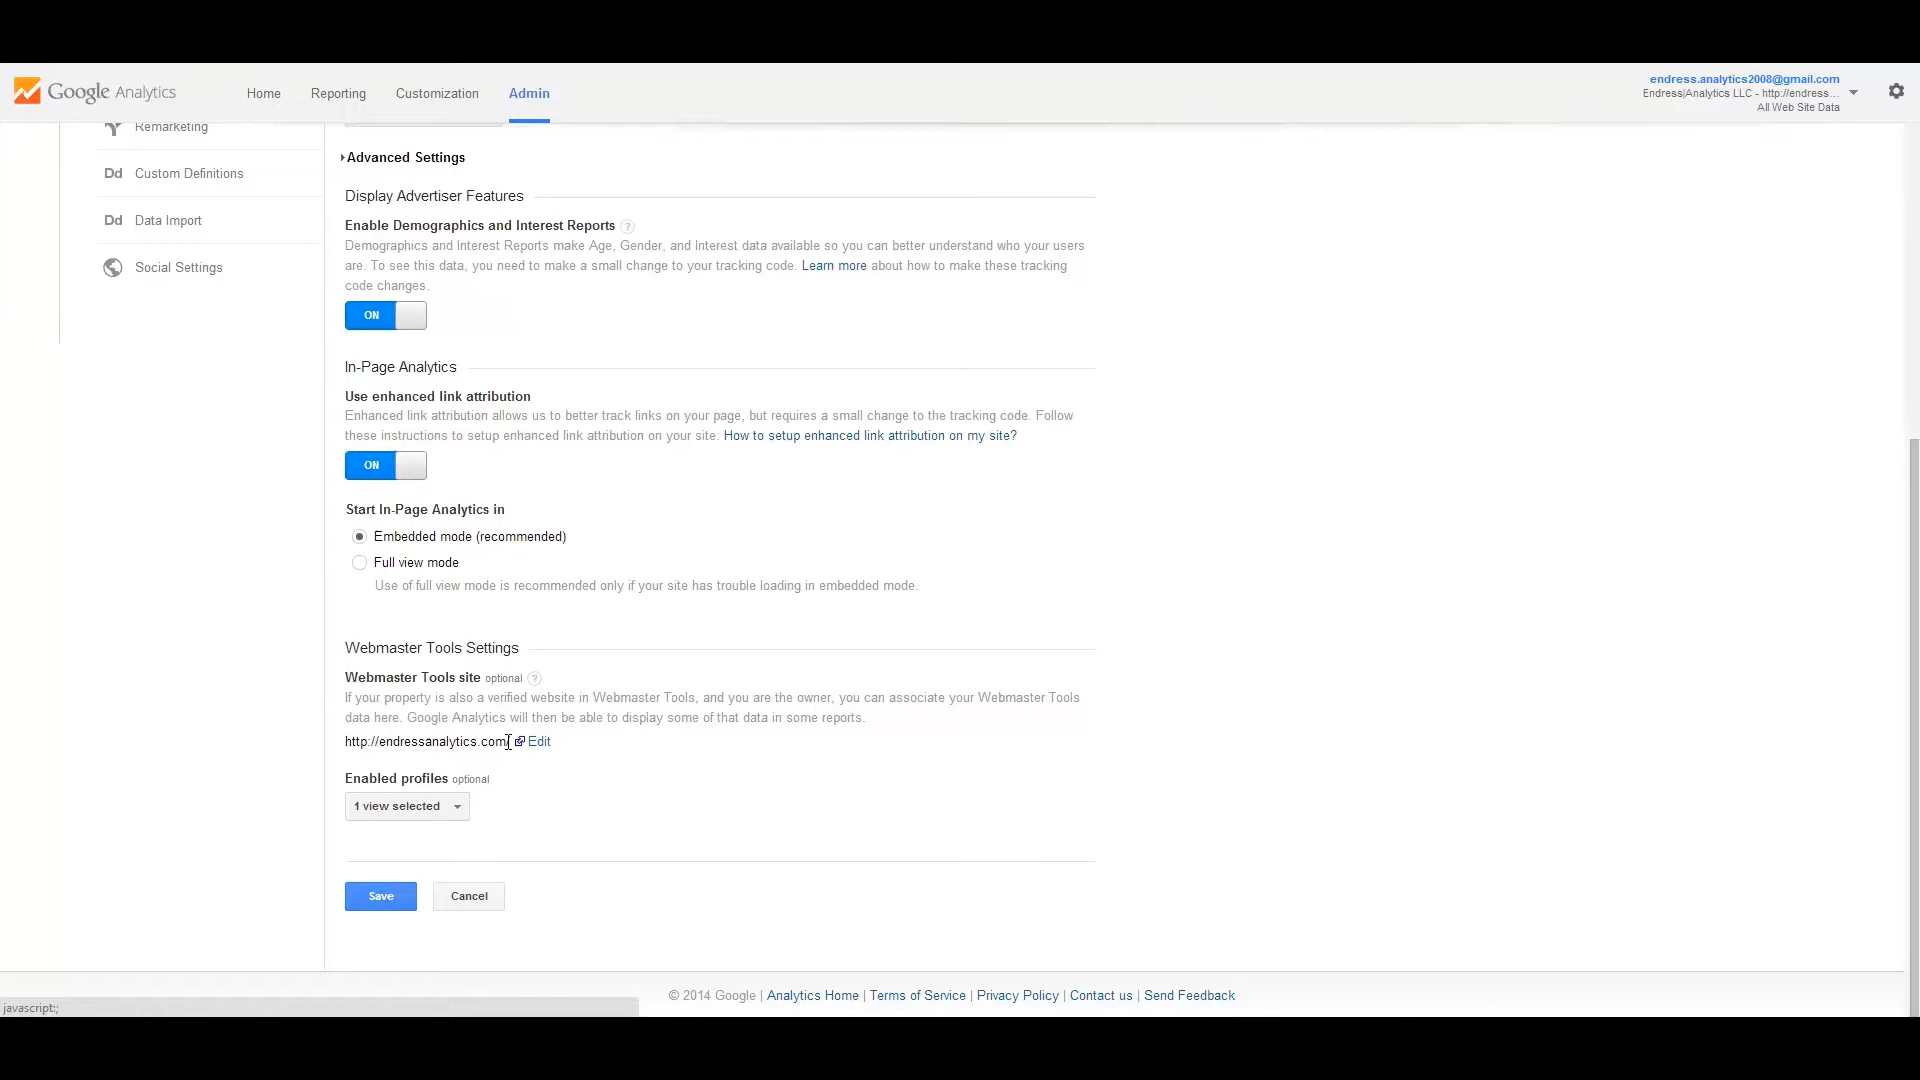 Google Analytics
Home
Reporting
Customization
Admin
endress.analytics2008@gmail.com
Endress|Analytics LLC - http://endress...
All Web Site Data
Remarketing
Dd Custom Definitions
Dd Data Import
Social Settings
Advanced Settings
Display Advertiser Features
Enable Demographics and Interest Reports ?
Demographics and Interest Reports make Age, Gender, and Interest data available so you can better understand who your users
are. To see this data, you need to make a small change to your tracking code. Learn more about how to make these tracking
code changes.
ON
In-Page Analytics
Use enhanced link attribution
Enhanced link attribution allows us to better track links on your page, but requires a small change to the tracking code. Follow
these instructions to setup enhanced link attribution on your site: How to setup enhanced link attribution on my site?
ON
Start In-Page Analytics in
Embedded mode (recommended)
Full view mode
Use of full view mode is recommended only if your site has trouble loading in embedded mode.
Webmaster Tools Settings
Webmaster Tools site optional ?
If your property is also a verified website in Webmaster Tools, and you are the owner, you can associate your Webmaster Tools
data here. Google Analytics will then be able to display some of that data in some reports.
http://endressanalytics.com/ Edit
Enabled profiles optional
1 view selected
Save
Cancel
© 2014 Google | Analytics Home | Terms of Service | Privacy Policy | Contact us | Send Feedback
javascript:;